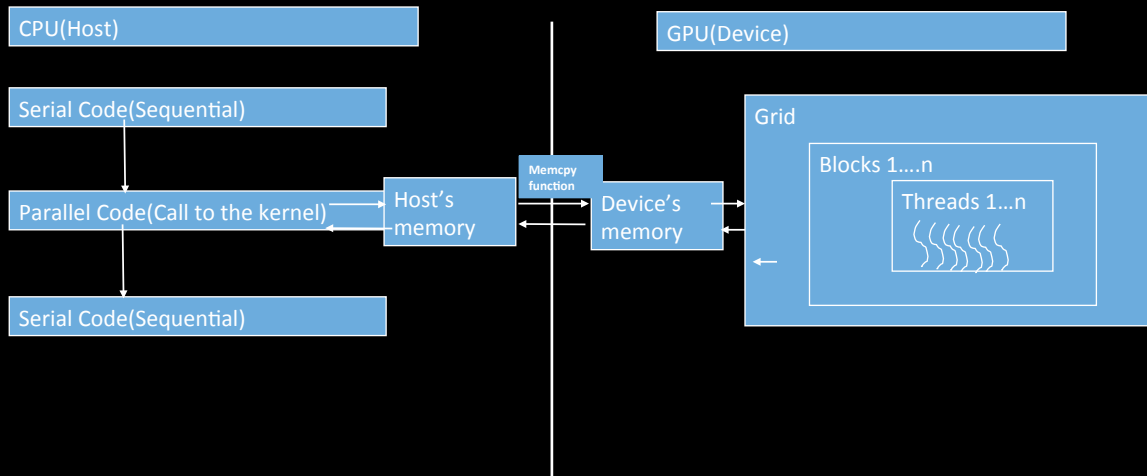 CPU(Host)
GPU(Device)
Serial Code(Sequential)
Grid
Blocks 1....n
Memcpy
function
Threads 1...n
Parallel Code(Call to the kernel)
Host's
memory
Device's
memory
Serial Code(Sequential)